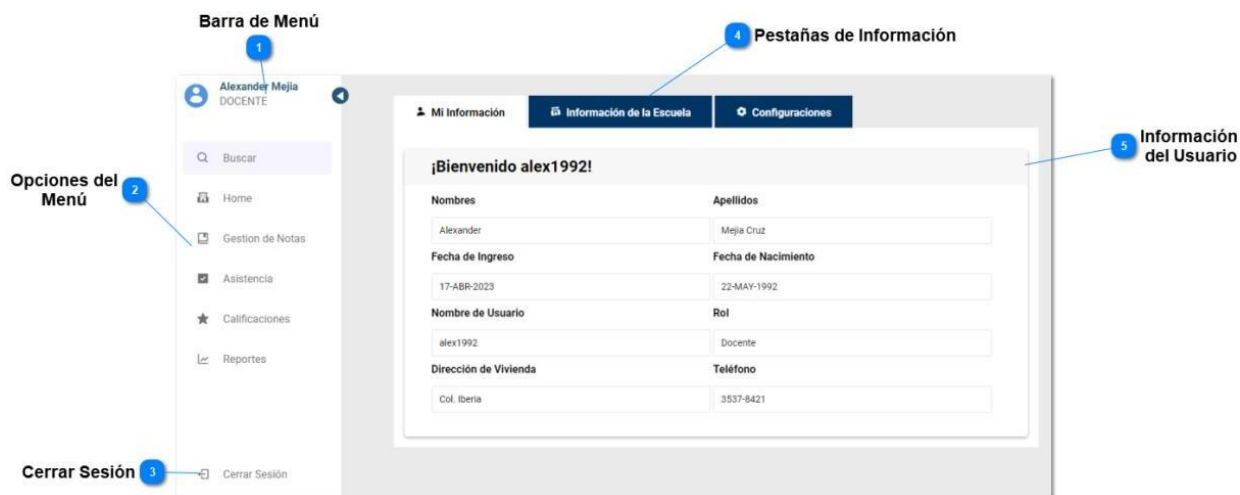 Barra de Menú
1
4 Pestañas de Información
Alexander Mejia
DOCENTE
Mi Información
Información de la Escuela
Configuraciones
5 Información
del Usuario
¡Bienvenido alex1992!
Buscar
Opciones del
Menú
2
Home
Gestion de Notas
Asistencia
Calificaciones
Reportes
Nombres
Apellidos
Alexander
Mejia Cruz
Fecha de Ingreso
Fecha de Nacimiento
17-ABR-2023
22-MAY-1992
Nombre de Usuario
Rol
alex1992
Docente
Dirección de Vivienda
Teléfono
Col. Iberia
3537-8421
Cerrar Sesión 3
Cerrar Sesión